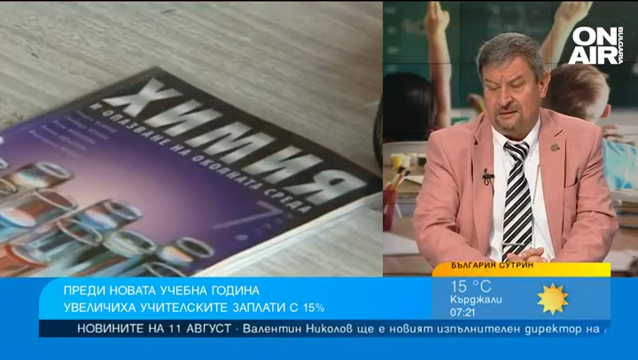 ON
AIR
BULGARIA
ХИМИЯ
И ОПАЗВАНЕ НА ОКОЛНАТА СРЕДА
7.
БЪЛГАРИЯ СУТРИН
15 °C
Кърджали
07:21
ПРЕДИ НОВАТА УЧЕБНА ГОДИНА
УВЕЛИЧИХА УЧИТЕЛСКИТЕ ЗАПЛАТИ С 15%
НОВИНИТЕ НА 11 АВГУСТ - Валентин Николов ще е новият изпълнителен директор на